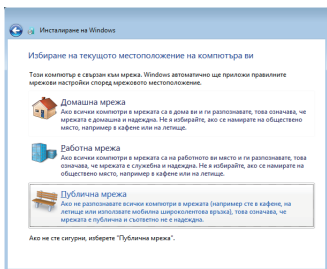 Инсталиране на Windows
Избиране на текущото местоположение на компютъра ви
Този компютър е свързан към мрежа. Windows автоматично ще приложи правилните
мрежови настройки според мрежовото местоположение.
Домашна мрежа
Ако всички компютри в мрежата са в дома ви и ги разпознавате, това означава, че
мрежата е домашна и надеждна. Не я избирайте, ако се намирате на обществено
място, например в кафене или на летище.
Работна мрежа
Ако всички компютри в мрежата са на работното ви място и ги разпознавате, това
означава, че мрежата е служебна и надеждна. Не я избирайте, ако се намирате на
обществено място, например в кафене или на летище.
Публична мрежа
Ако не разпознавате всички компютри в мрежата (например сте в кафене, на
летище или използвате мобилна широколентова връзка), това означава, че
мрежата е публична и съответно не е надеждна.
Ако не сте сигурни, изберете "Публична мрежа".